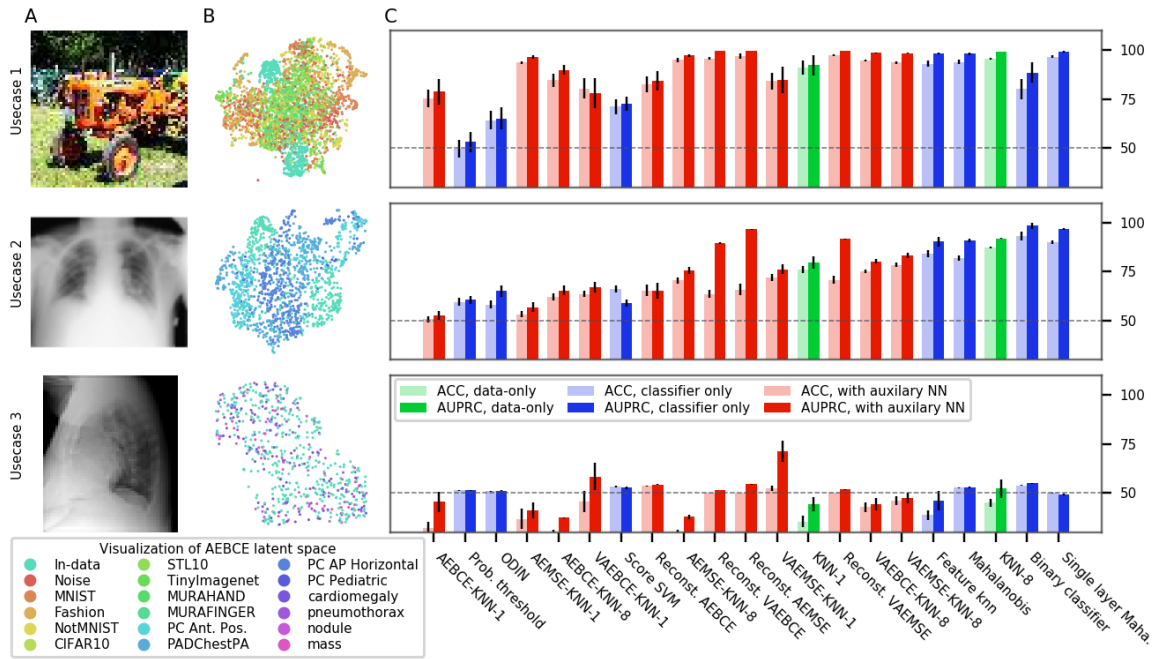 A
B
C
Usecase 1
100
75
50
Usecase 2
100
75
50
Usecase 3
ACC, data-only
AUPRC, data-only
ACC, classifier only
AUPRC, classifier only
ACC, with auxilary NN
AUPRC, with auxilary NN
100
75
50
Visualization of AEBCE latent space
In-data
Noise
MNIST
Fashion
NotMNIST
CIFAR10
STL10
TinyImagenet
MURAHAND
MURAFINGER
PC Ant. Pos.
PADChestPA
PC AP Horizontal
PC Pediatric
cardiomegaly
pneumothorax
nodule
mass
AEBCE-KNN-1
Prob. threshold
ODIN
AEMSE-KNN-1
AEBCE-KNN-8
VAEBCE-KNN-1
Score SVM
Reconst. AEBCE
AEMSE-KNN-8
Reconst. VAEBCE
Reconst. AEMSE
VAEMSE-KNN-1
KNN-1
Reconst. VAEMSE
VAEBCE-KNN-8
VAEMSE-KNN-8
Feature knn
Mahalanobis
KNN-8
Binary classifier
Single layer Maha.